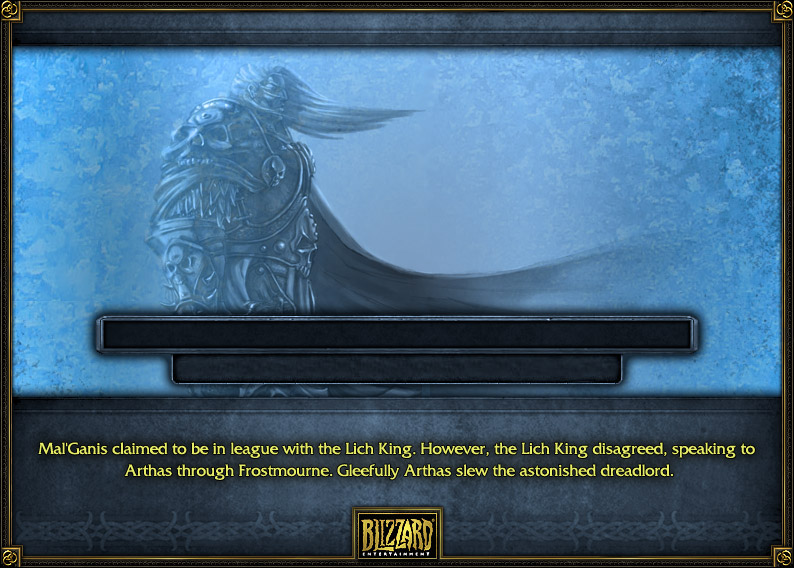 Mal'Ganis claimed to be in league with the Lich King. However, the Lich King disagreed, speaking to
Arthas through Frostmourne. Gleefully Arthas slew the astonished dreadlord.
BLIZZARD
ENTERTAINMENT